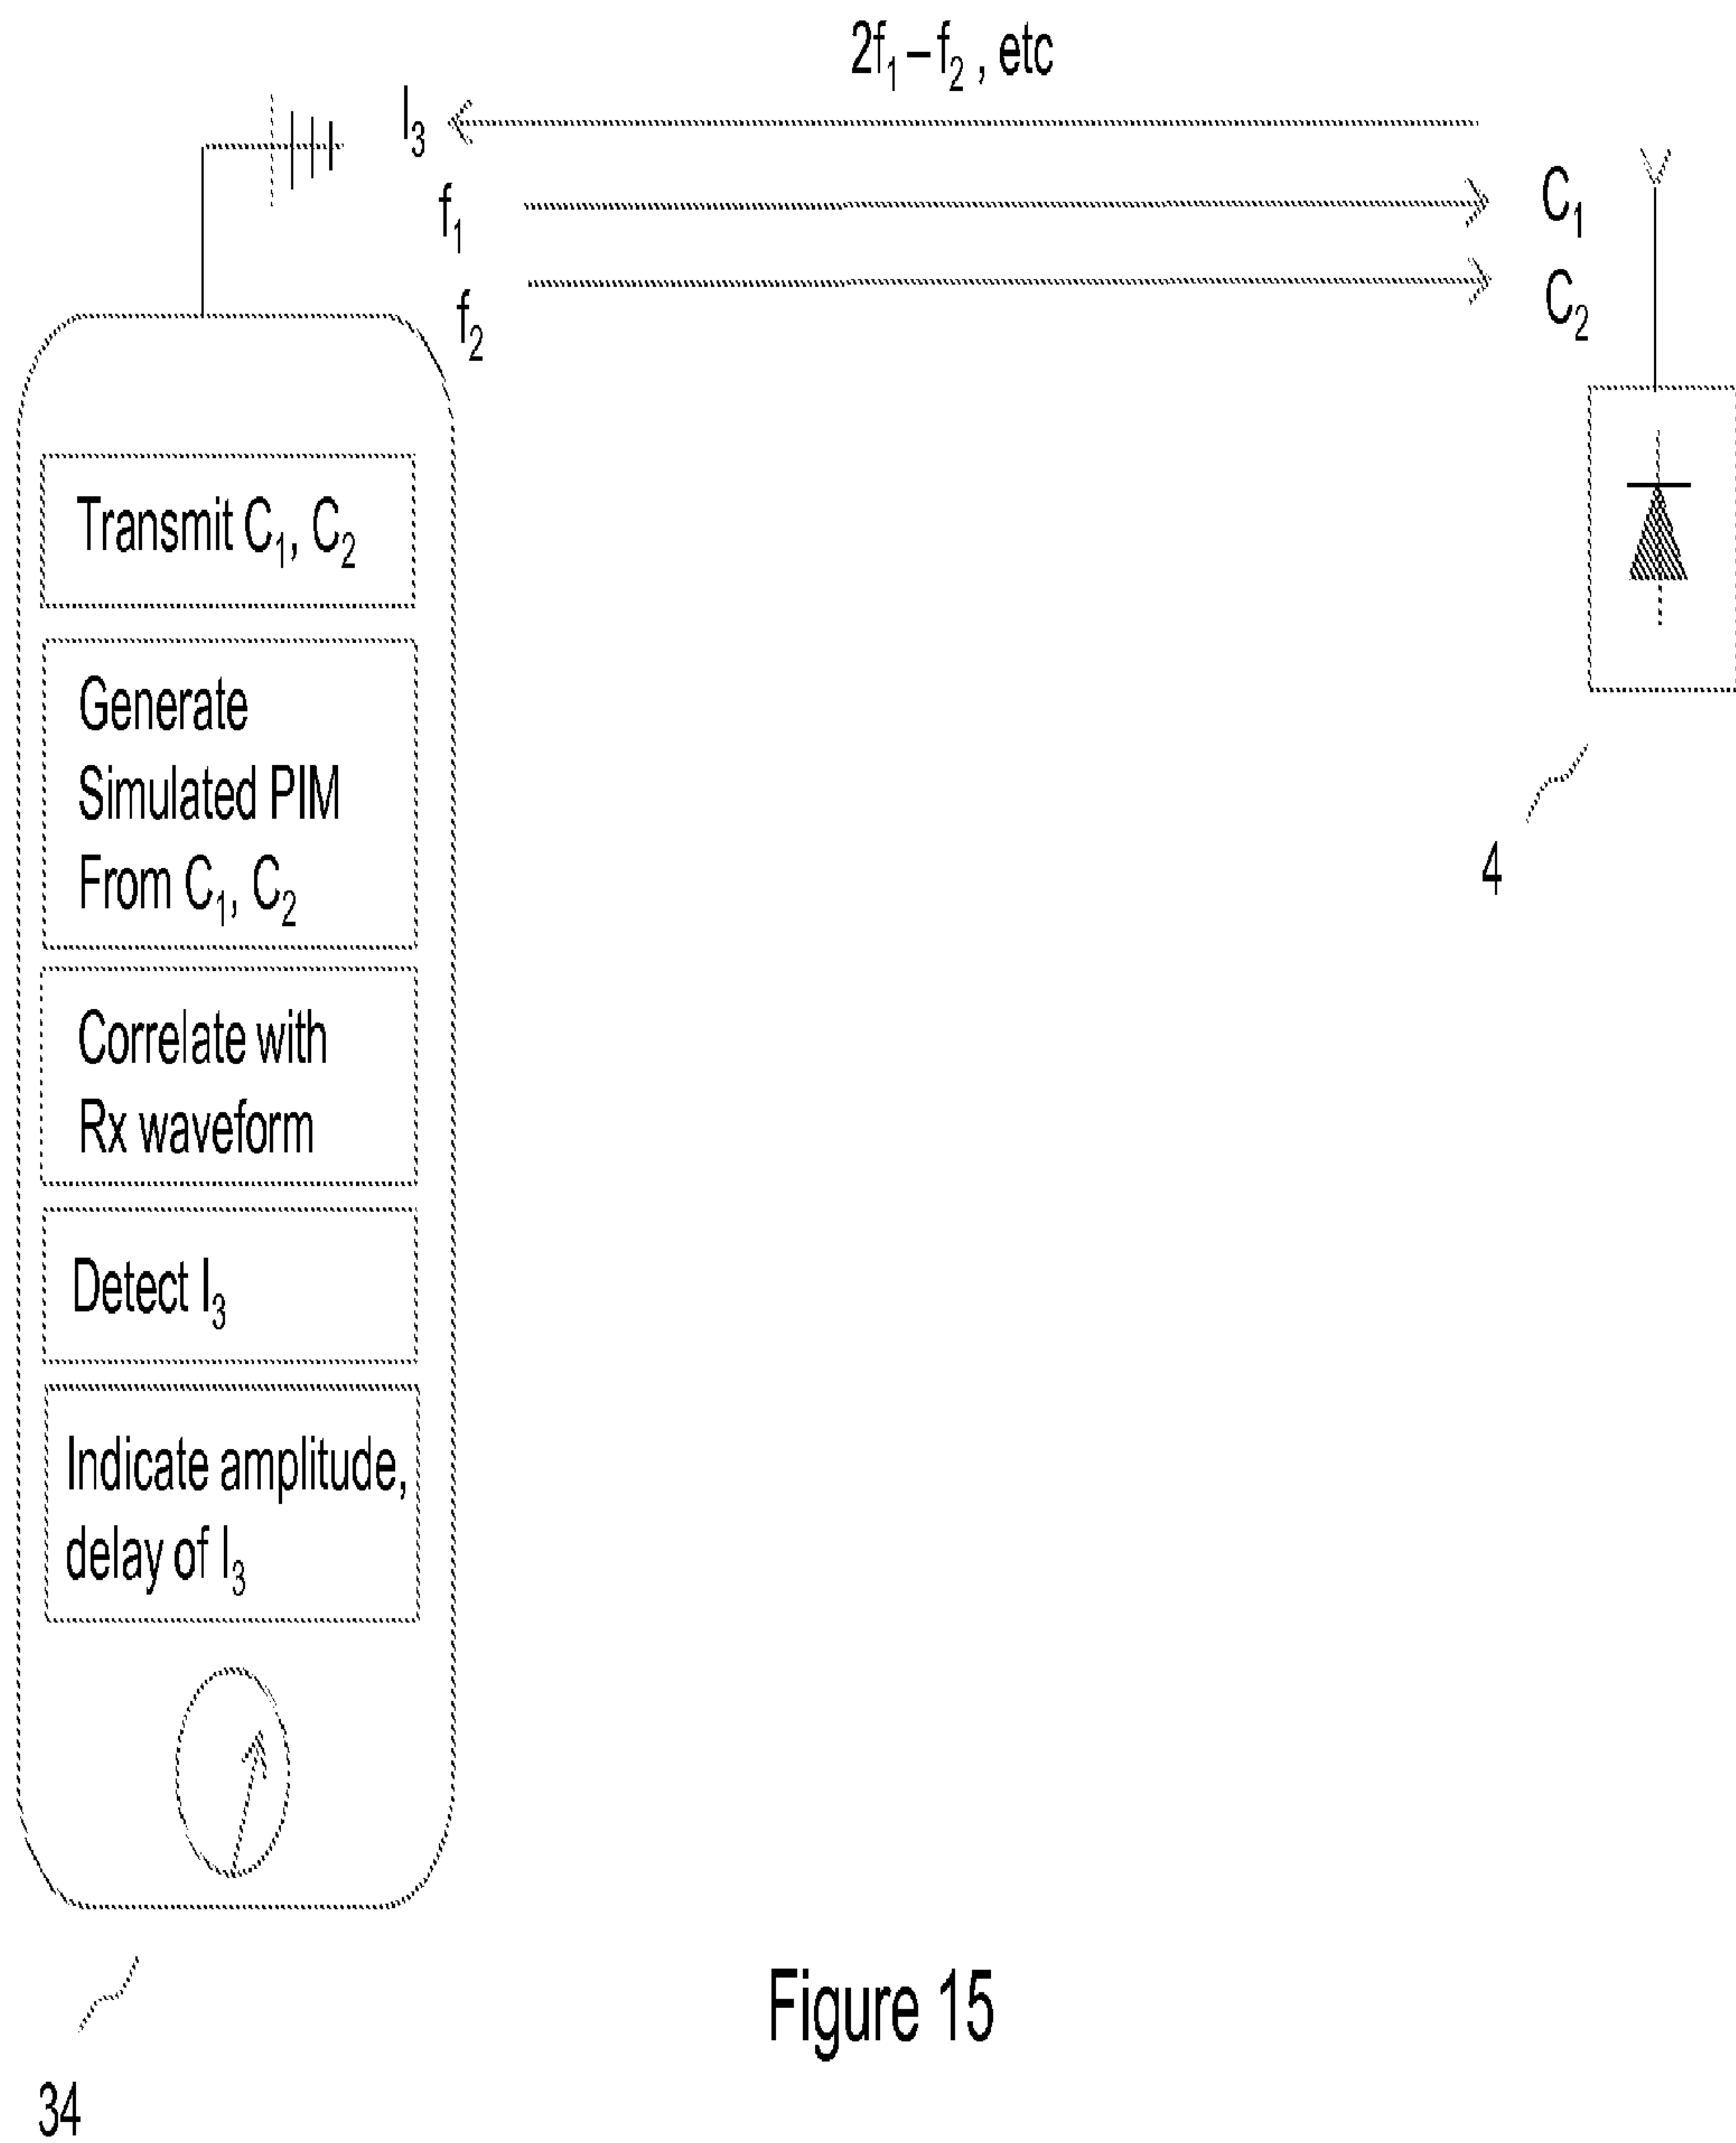 2f₁ – f₂ , etc
I₃
f₁
C₁
f₂
C₂
Transmit C₁, C₂
Generate
Simulated PIM
From C₁, C₂
Correlate with
Rx waveform
Detect I₃
Indicate amplitude,
delay of I₃
4
34
Figure 15